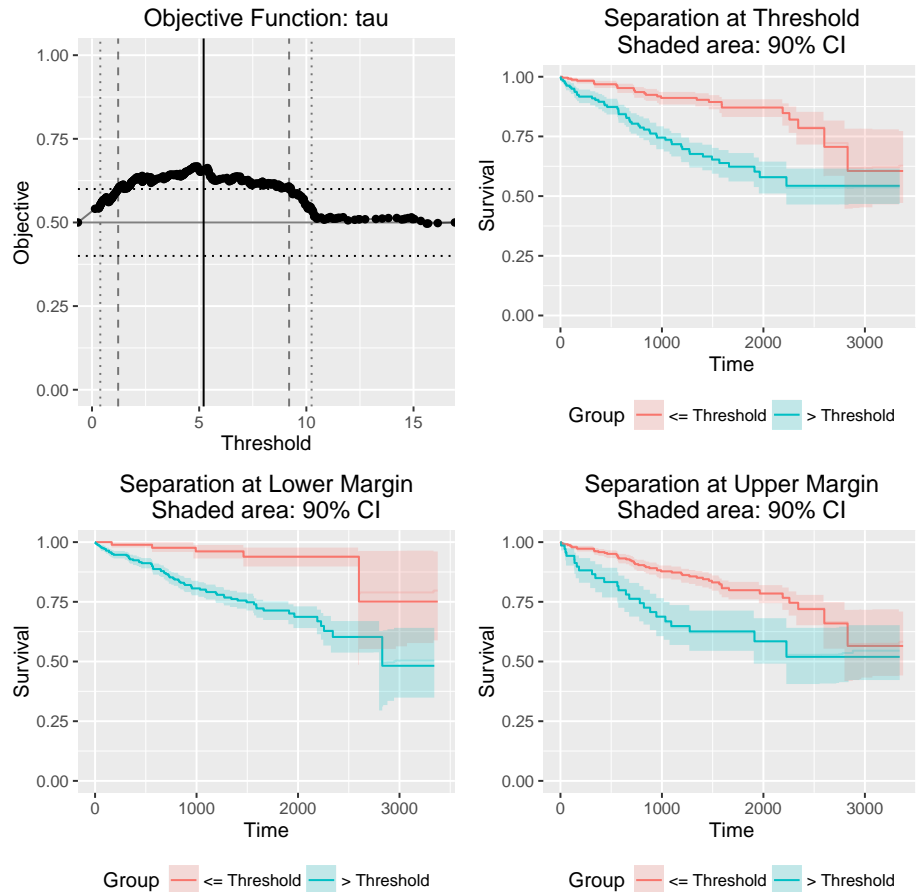 Objective Function: tau
1.00
0.75
0.50
0.25
0.00
Objective
0
5
10
15
Threshold
Separation at Threshold
Shaded area: 90% CI
1.00
0.75
0.50
0.25
0.00
Survival
0
1000
2000
3000
Time
Group <= Threshold > Threshold
Separation at Lower Margin
Shaded area: 90% CI
1.00
0.75
0.50
0.25
0.00
Survival
0
1000
2000
3000
Time
Group <= Threshold > Threshold
Separation at Upper Margin
Shaded area: 90% CI
1.00
0.75
0.50
0.25
0.00
Survival
0
1000
2000
3000
Time
Group <= Threshold > Threshold